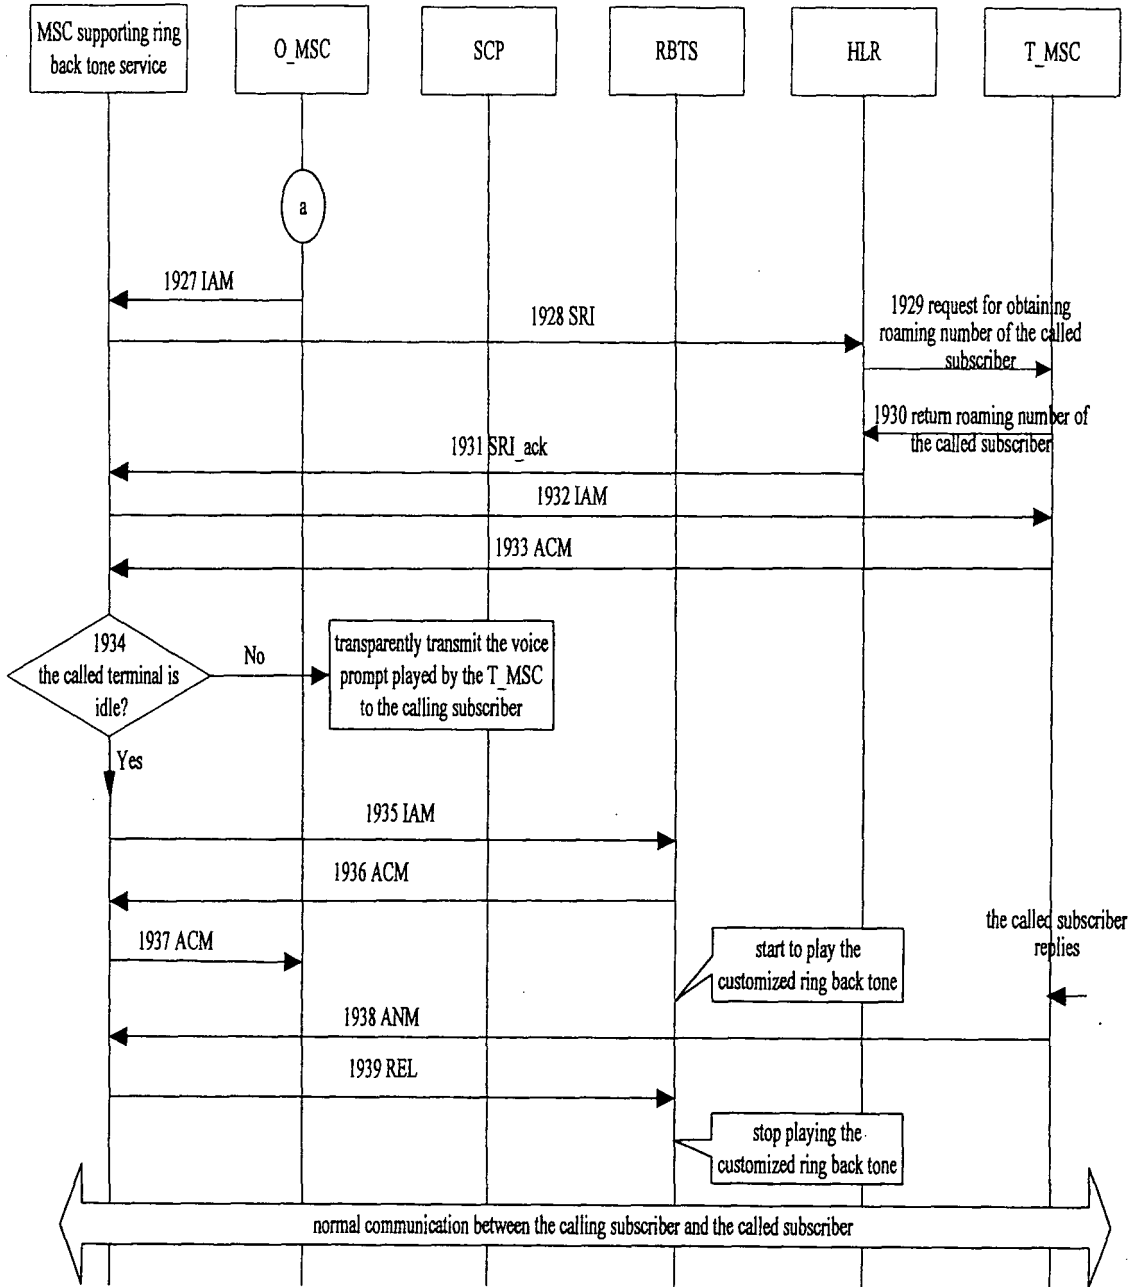 MSC supporting ring
back tone service
O_MSC
SCP
RBTS
HLR
T_MSC
a
1927 IAM
1928 SRI
1929 request for obtaining
roaming number of the called
subscriber
1930 return roaming number of
the called subscriber
1931 SRI_ack
1932 IAM
1933 ACM
1934
the called terminal is
idle?
No
transparently transmit the voice
prompt played by the T_MSC
to the calling subscriber
Yes
1935 IAM
1936 ACM
1937 ACM
start to play the
customized ring back tone
the called subscriber
replies
1938 ANM
1939 REL
stop playing the
customized ring back tone
normal communication between the calling subscriber and the called subscriber